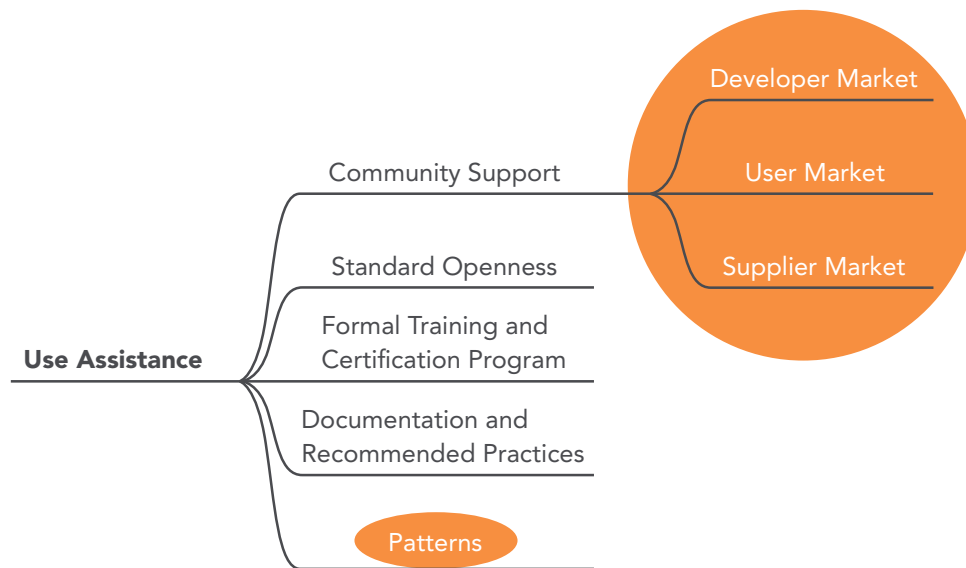 Developer Market
Community Support
User Market
Standard Openness
Supplier Market
Use Assistance
Formal Training and
Certification Program
Documentation and
Recommended Practices
Patterns